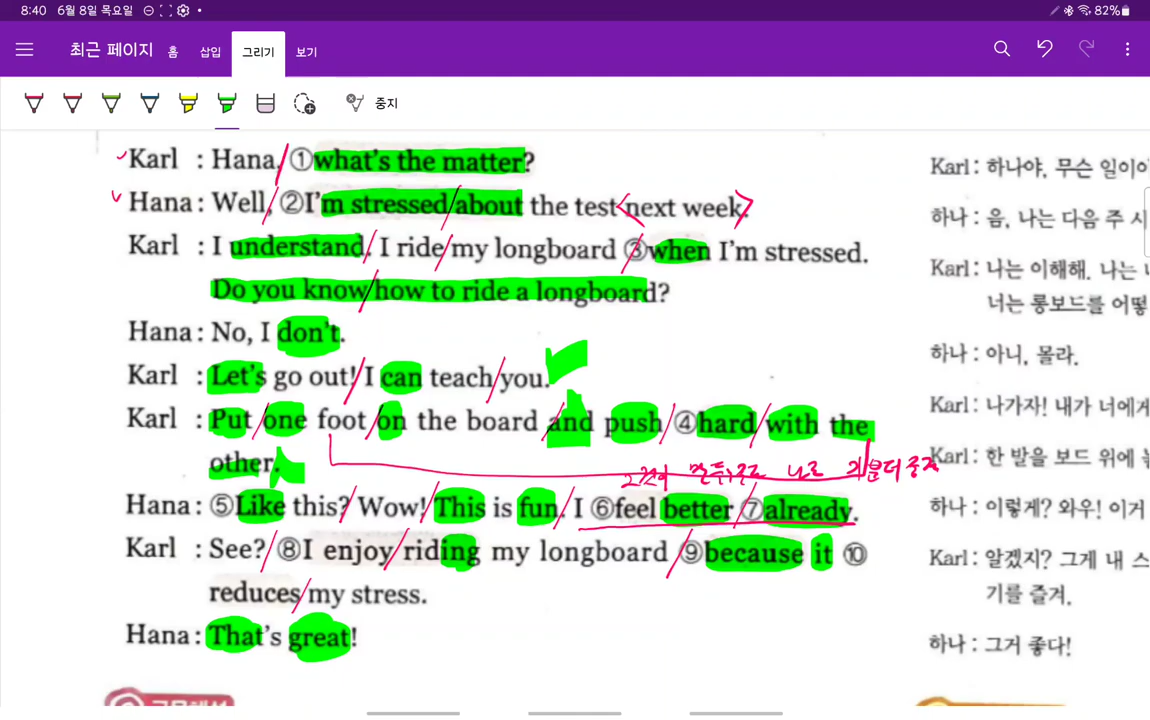 8:40 6월 8일 목요일 82%
최근 페이지 홈 삽입 그리기 보기
중지
Karl : Hana, ①what's the matter?
Karl: 하나야, 무슨 일이야
Hana : Well, ②I'm stressed about the test next week.
하나 : 음, 나는 다음 주 시
Karl : I understand. I ride my longboard ③when I'm stressed.
Karl: 나는 이해해. 나는
Do you know how to ride a longboard?
너는 롱보드를 어떻
Hana : No, I don't.
하나 : 아니, 몰라.
Karl : Let's go out! I can teach you.
Karl: 나가자! 내가 너에게
Karl : Put one foot on the board and push ④hard with the
Karl: 한 발을 보드 위에
other.
Hana : ⑤Like this? Wow! This is fun. I ⑥feel better ⑦already.
하나 : 이렇게? 와우! 이거
Karl : See? ⑧I enjoy riding my longboard ⑨because it ⑩
Karl: 알겠지? 그게 내 스
reduces my stress.
기를 즐겨.
Hana : That's great!
하나 : 그거 좋다!